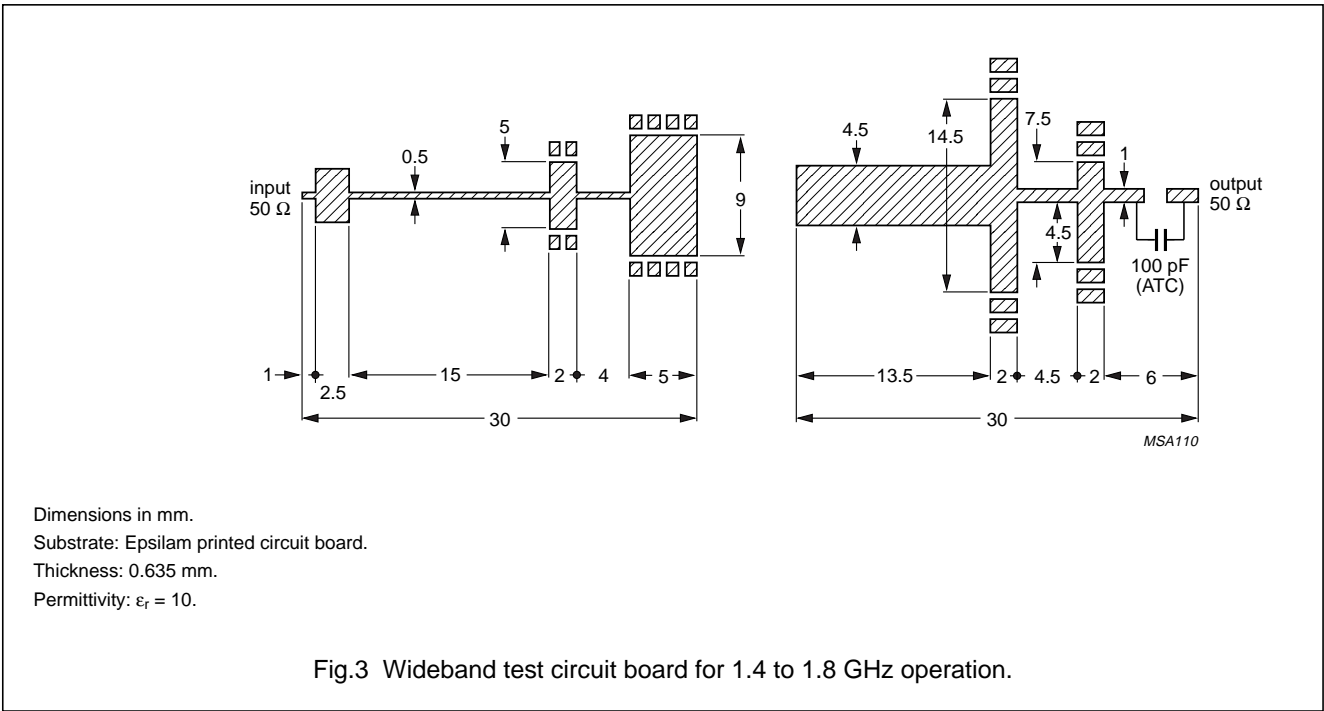 5
0.5
input
50 Ω
9
1
2.5
15
2
4
5
30
4.5
14.5
7.5
1
output
50 Ω
4.5
100 pF
(ATC)
13.5
2
4.5
2
6
30
MSA110
Dimensions in mm.
Substrate: Epsilam printed circuit board.
Thickness: 0.635 mm.
Permittivity: εr = 10.
Fig.3 Wideband test circuit board for 1.4 to 1.8 GHz operation.